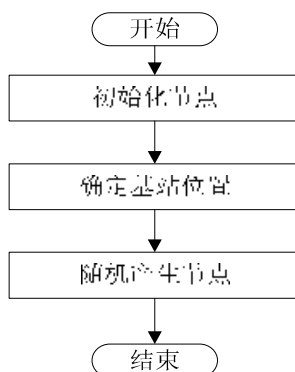 开始
初始化节点
确定基站位置
随机产生节点
结束